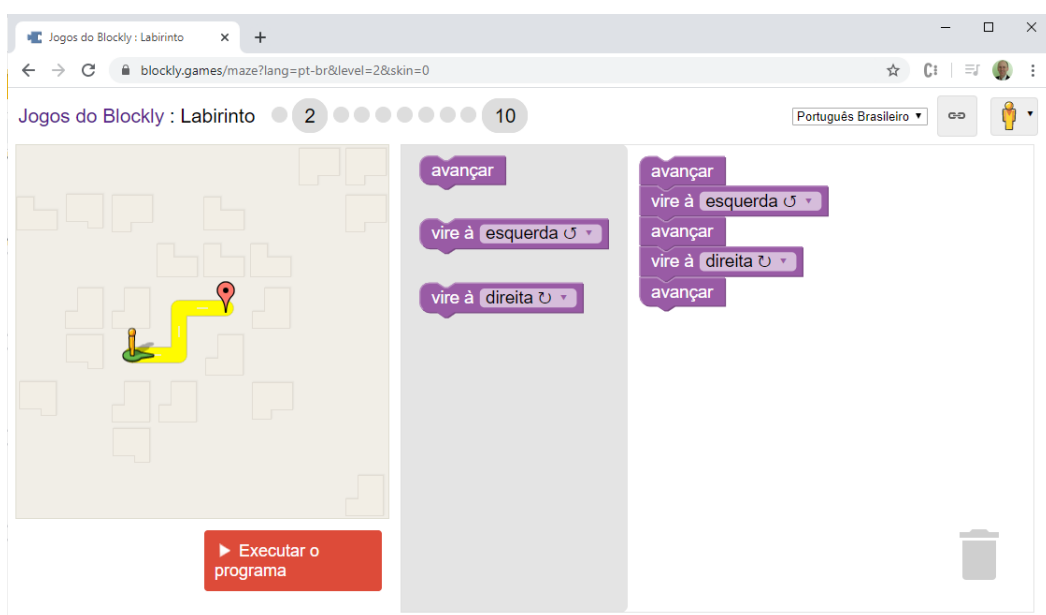 Jogos do Blockly : Labirinto
blockly.games/maze?lang=pt-br&level=2&skin=0
Jogos do Blockly : Labirinto 2 10
Português Brasileiro
avançar
vire à esquerda ↺
vire à direita ↻
avançar
vire à esquerda ↺
avançar
vire à direita ↻
avançar
Executar o
programa